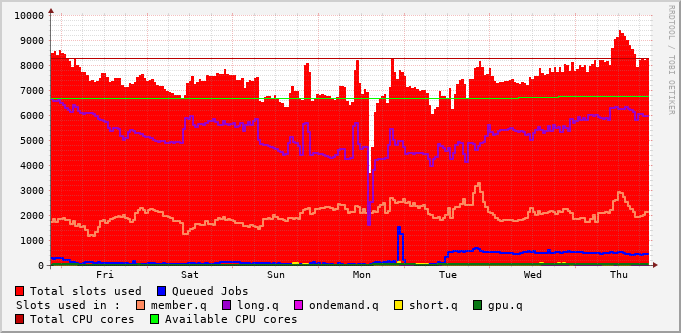 10000
9000
8000
7000
6000
5000
4000
3000
2000
1000
0
Fri Sat Sun Mon Tue Wed Thu
RRDTOOL / TOBI OETIKER
Total slots used Queued Jobs
Slots used in : member.q long.q ondemand.q short.q gpu.q
Total CPU cores Available CPU cores